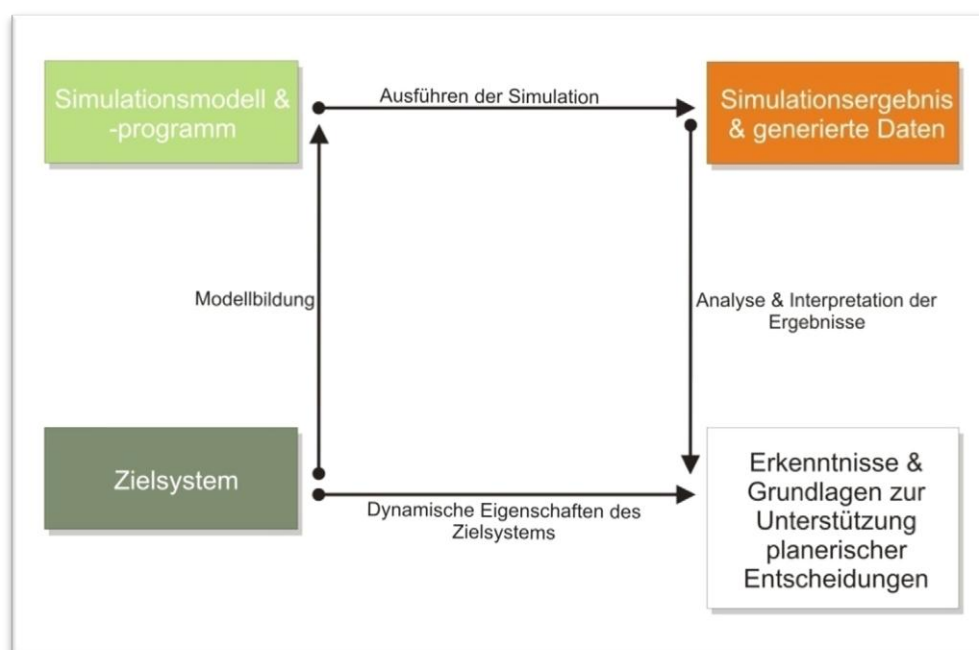 Simulationsmodell &
-programm
Ausführen der Simulation
Simulationsergebnis
& generierte Daten
Modellbildung
Analyse & Interpretation der
Ergebnisse
Zielsystem
Dynamische Eigenschaften des
Zielsystems
Erkenntnisse &
Grundlagen zur
Unterstützung
planerischer
Entscheidungen